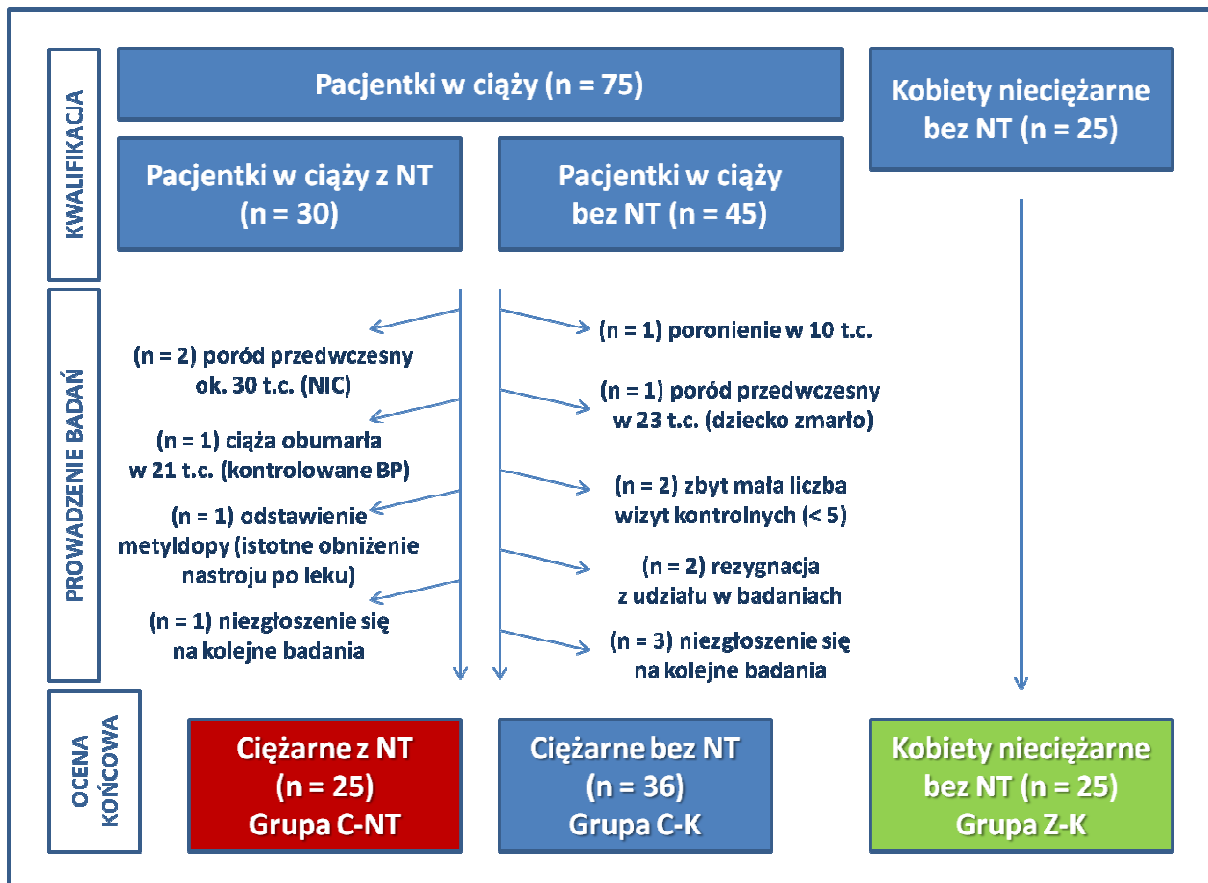 KWALIFIKACJA
Pacjentki w ciąży (n = 75)
Kobiety nieciężarne
bez NT (n = 25)
Pacjentki w ciąży z NT
(n = 30)
Pacjentki w ciąży
bez NT (n = 45)
PROWADZENIE BADAŃ
(n = 2) poród przedwczesny
ok. 30 t.c. (NIC)
(n = 1) ciąża obumarła
w 21 t.c. (kontrolowane BP)
(n = 1) odstawienie
metyldopy (istotne obniżenie
nastroju po leku)
(n = 1) niezgłoszenie się
na kolejne badania
(n = 1) poronienie w 10 t.c.
(n = 1) poród przedwczesny
w 23 t.c. (dziecko zmarło)
(n = 2) zbyt mała liczba
wizyt kontrolnych (< 5)
(n = 2) rezygnacja
z udziału w badaniach
(n = 3) niezgłoszenie się
na kolejne badania
OCENA
KOŃCOWA
Ciężarne z NT
(n = 25)
Grupa C-NT
Ciężarne bez NT
(n = 36)
Grupa C-K
Kobiety nieciężarne
bez NT (n = 25)
Grupa Z-K